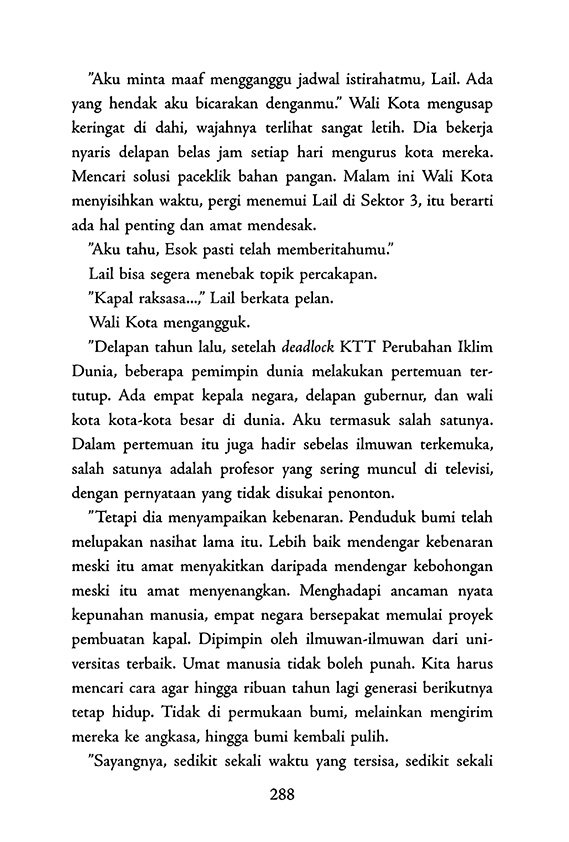 "Aku minta maaf mengganggu jadwal istirahatmu, Lail. Ada
yang hendak aku bicarakan denganmu." Wali Kota mengusap
keringat di dahi, wajahnya terlihat sangat letih. Dia bekerja
nyaris delapan belas jam setiap hari mengurus kota mereka.
Mencari solusi paceklik bahan pangan. Malam ini Wali Kota
menyisihkan waktu, pergi menemui Lail di Sektor 3, itu berarti
ada hal penting dan amat mendesak.
"Aku tahu, Esok pasti telah memberitahumu."
Lail bisa segera menebak topik percakapan.
"Kapal raksasa...," Lail berkata pelan.
Wali Kota mengangguk.
"Delapan tahun lalu, setelah deadlock KTT Perubahan Iklim
Dunia, beberapa pemimpin dunia melakukan pertemuan ter-
tutup. Ada empat kepala negara, delapan gubernur, dan wali
kota kota-kota besar di dunia. Aku termasuk salah satunya.
Dalam pertemuan itu juga hadir sebelas ilmuwan terkemuka,
salah satunya adalah profesor yang sering muncul di televisi,
dengan pernyataan yang tidak disukai penonton.
"Tetapi dia menyampaikan kebenaran. Penduduk bumi telah
melupakan nasihat lama itu. Lebih baik mendengar kebenaran
meski itu amat menyakitkan daripada mendengar kebohongan
meski itu amat menyenangkan. Menghadapi ancaman nyata
kepunahan manusia, empat negara bersepakat memulai proyek
pembuatan kapal. Dipimpin oleh ilmuwan-ilmuwan dari uni-
versitas terbaik. Umat manusia tidak boleh punah. Kita harus
mencari cara agar hingga ribuan tahun lagi generasi berikutnya
tetap hidup. Tidak di permukaan bumi, melainkan mengirim
mereka ke angkasa, hingga bumi kembali pulih.
"Sayangnya, sedikit sekali waktu yang tersisa, sedikit sekali
288